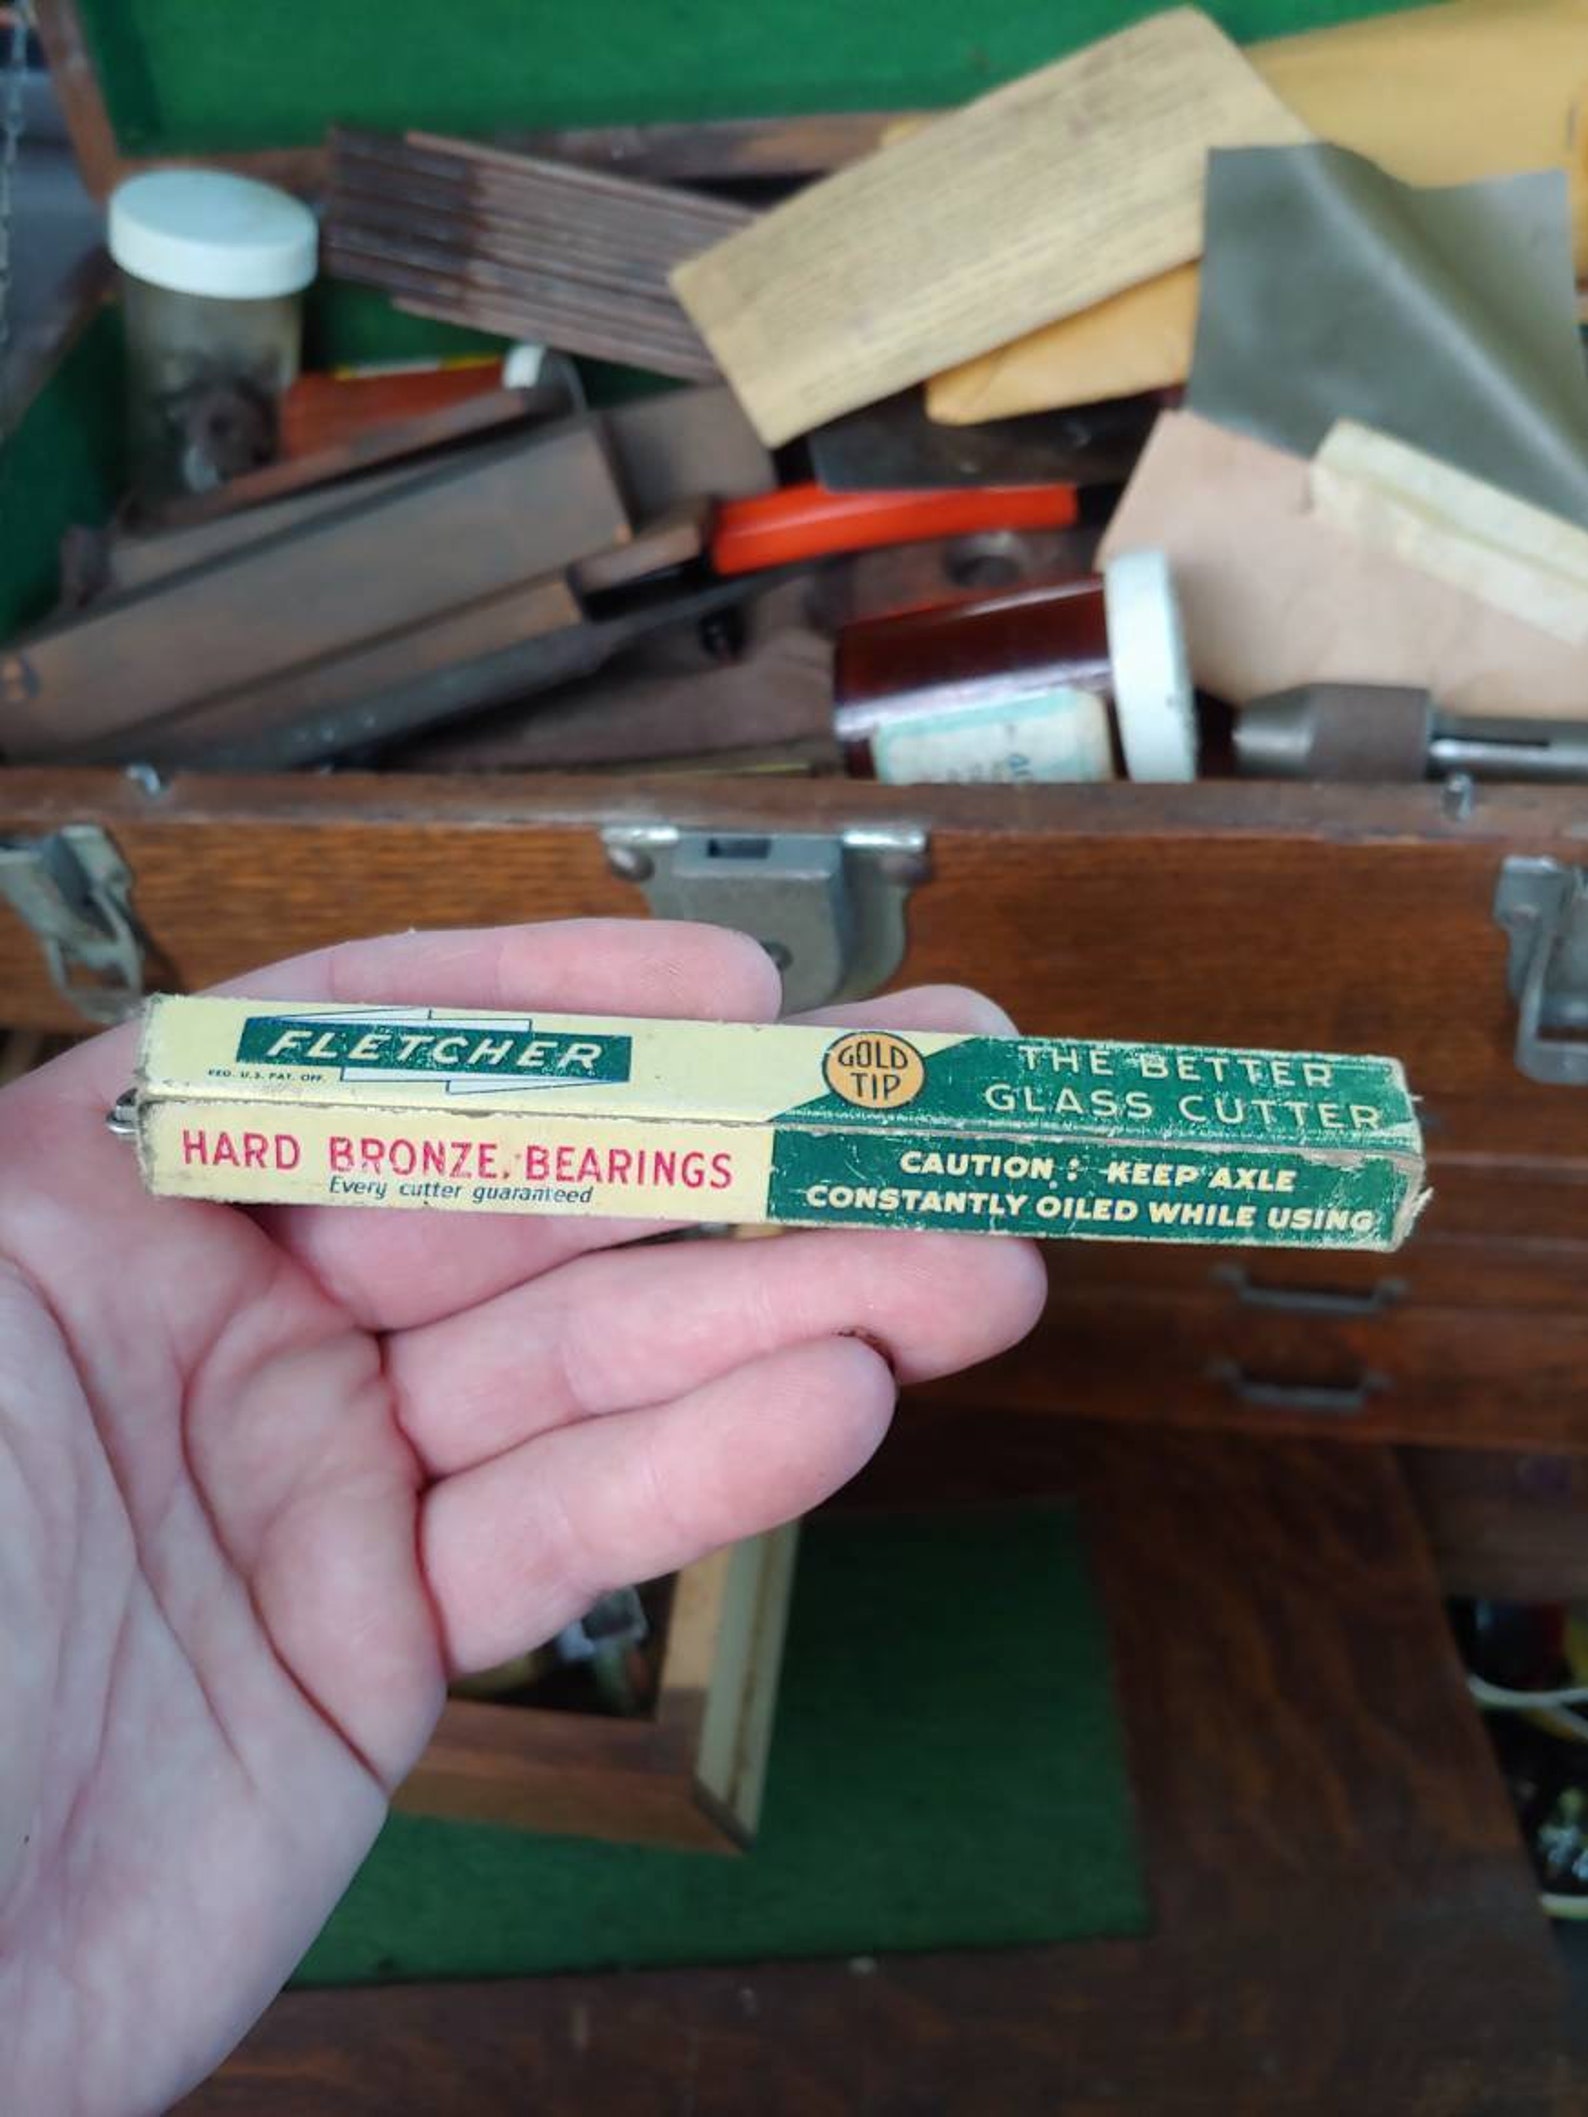 FLETCHER
REG. U.S. PAT. OFF.
GOLD
TIP
THE BETTER
GLASS CUTTER
HARD BRONZE BEARINGS
Every cutter guaranteed
CAUTION: KEEP AXLE
CONSTANTLY OILED WHILE USING